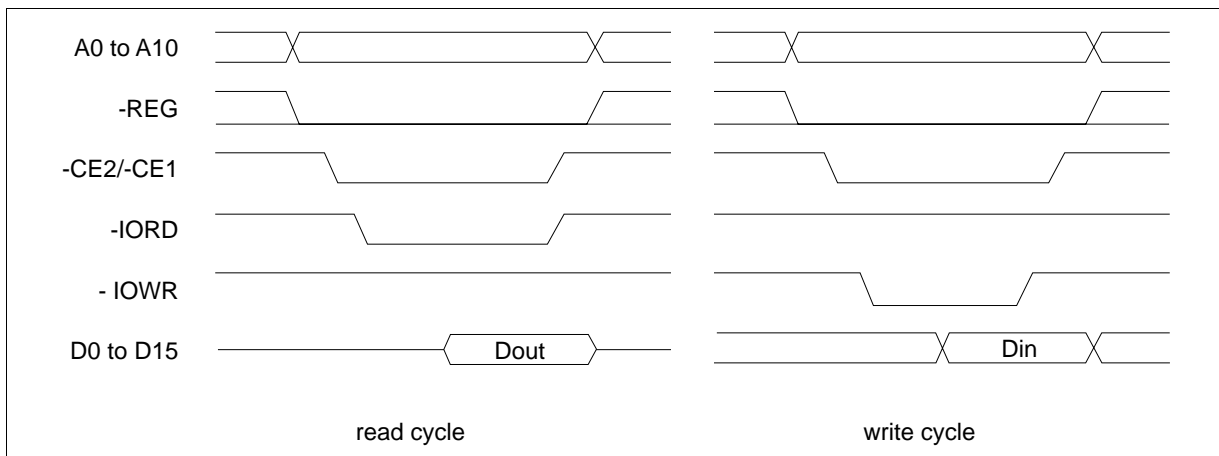 A0 to A10
-REG
-CE2/-CE1
-IORD
- IOWR
D0 to D15
Dout
Din
read cycle
write cycle